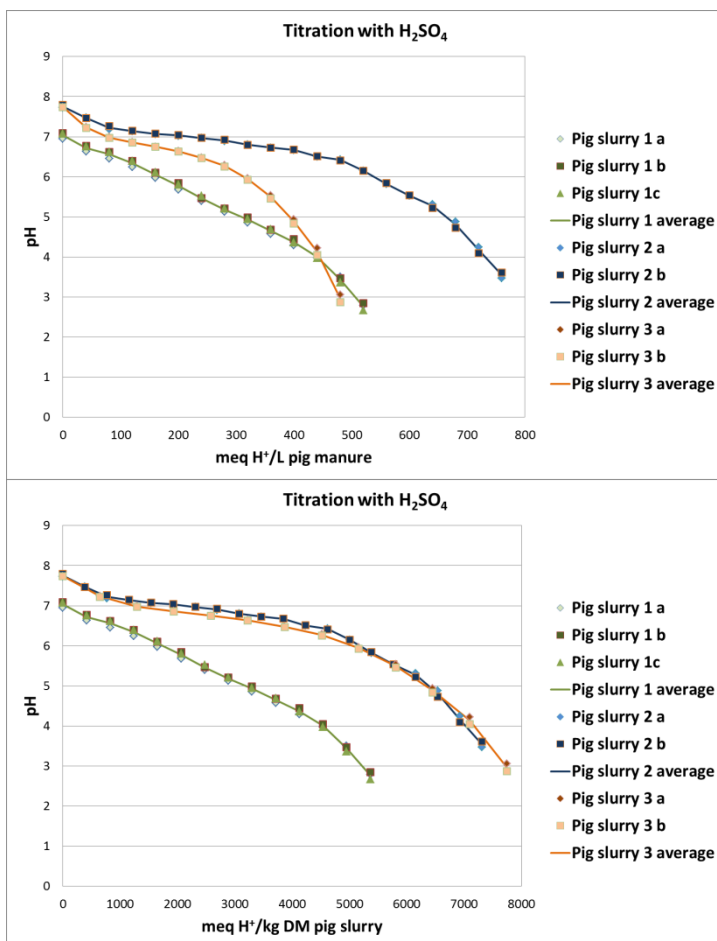 Titration with H₂SO₄
9
8
7
6
5
4
3
2
1
0
pH
0
100
200
300
400
500
600
700
800
meq H⁺/L pig manure
Pig slurry 1 a
Pig slurry 1 b
Pig slurry 1c
Pig slurry 1 average
Pig slurry 2 a
Pig slurry 2 b
Pig slurry 2 average
Pig slurry 3 a
Pig slurry 3 b
Pig slurry 3 average
Titration with H₂SO₄
9
8
7
6
5
4
3
2
1
0
pH
0
1000
2000
3000
4000
5000
6000
7000
8000
meq H⁺/kg DM pig slurry
Pig slurry 1 a
Pig slurry 1 b
Pig slurry 1c
Pig slurry 1 average
Pig slurry 2 a
Pig slurry 2 b
Pig slurry 2 average
Pig slurry 3 a
Pig slurry 3 b
Pig slurry 3 average